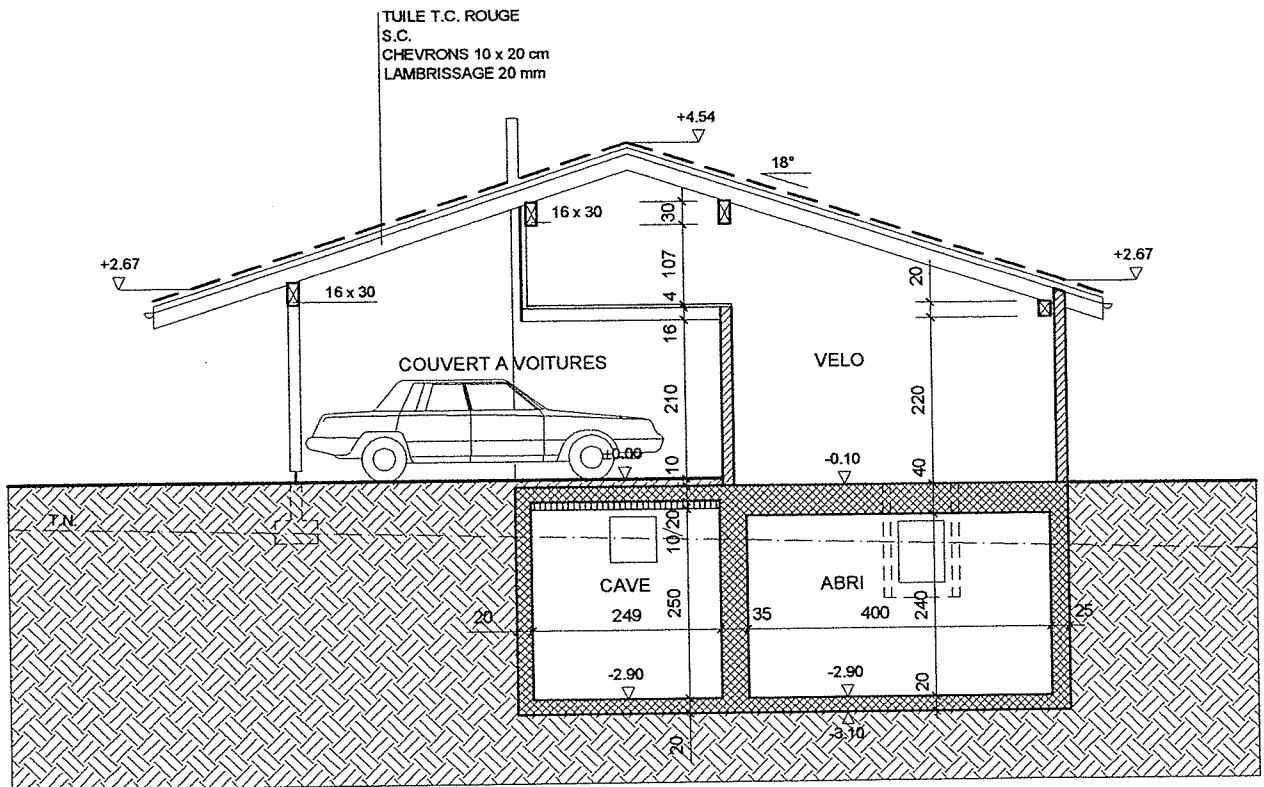 TUILE T.C. ROUGE
S.C.
CHEVRONS 10 x 20 cm
LAMBRISSAGE 20 mm
+4.54
18°
16 x 30
30
+2.67
+2.67
16 x 30
107
20
4
16
COUVERT A VOITURES
VELO
210
220
+0.00
10
-0.10
40
T.N.
10/20
CAVE
ABRI
250
240
20
249
35
400
25
-2.90
-2.90
20
-3.10
20